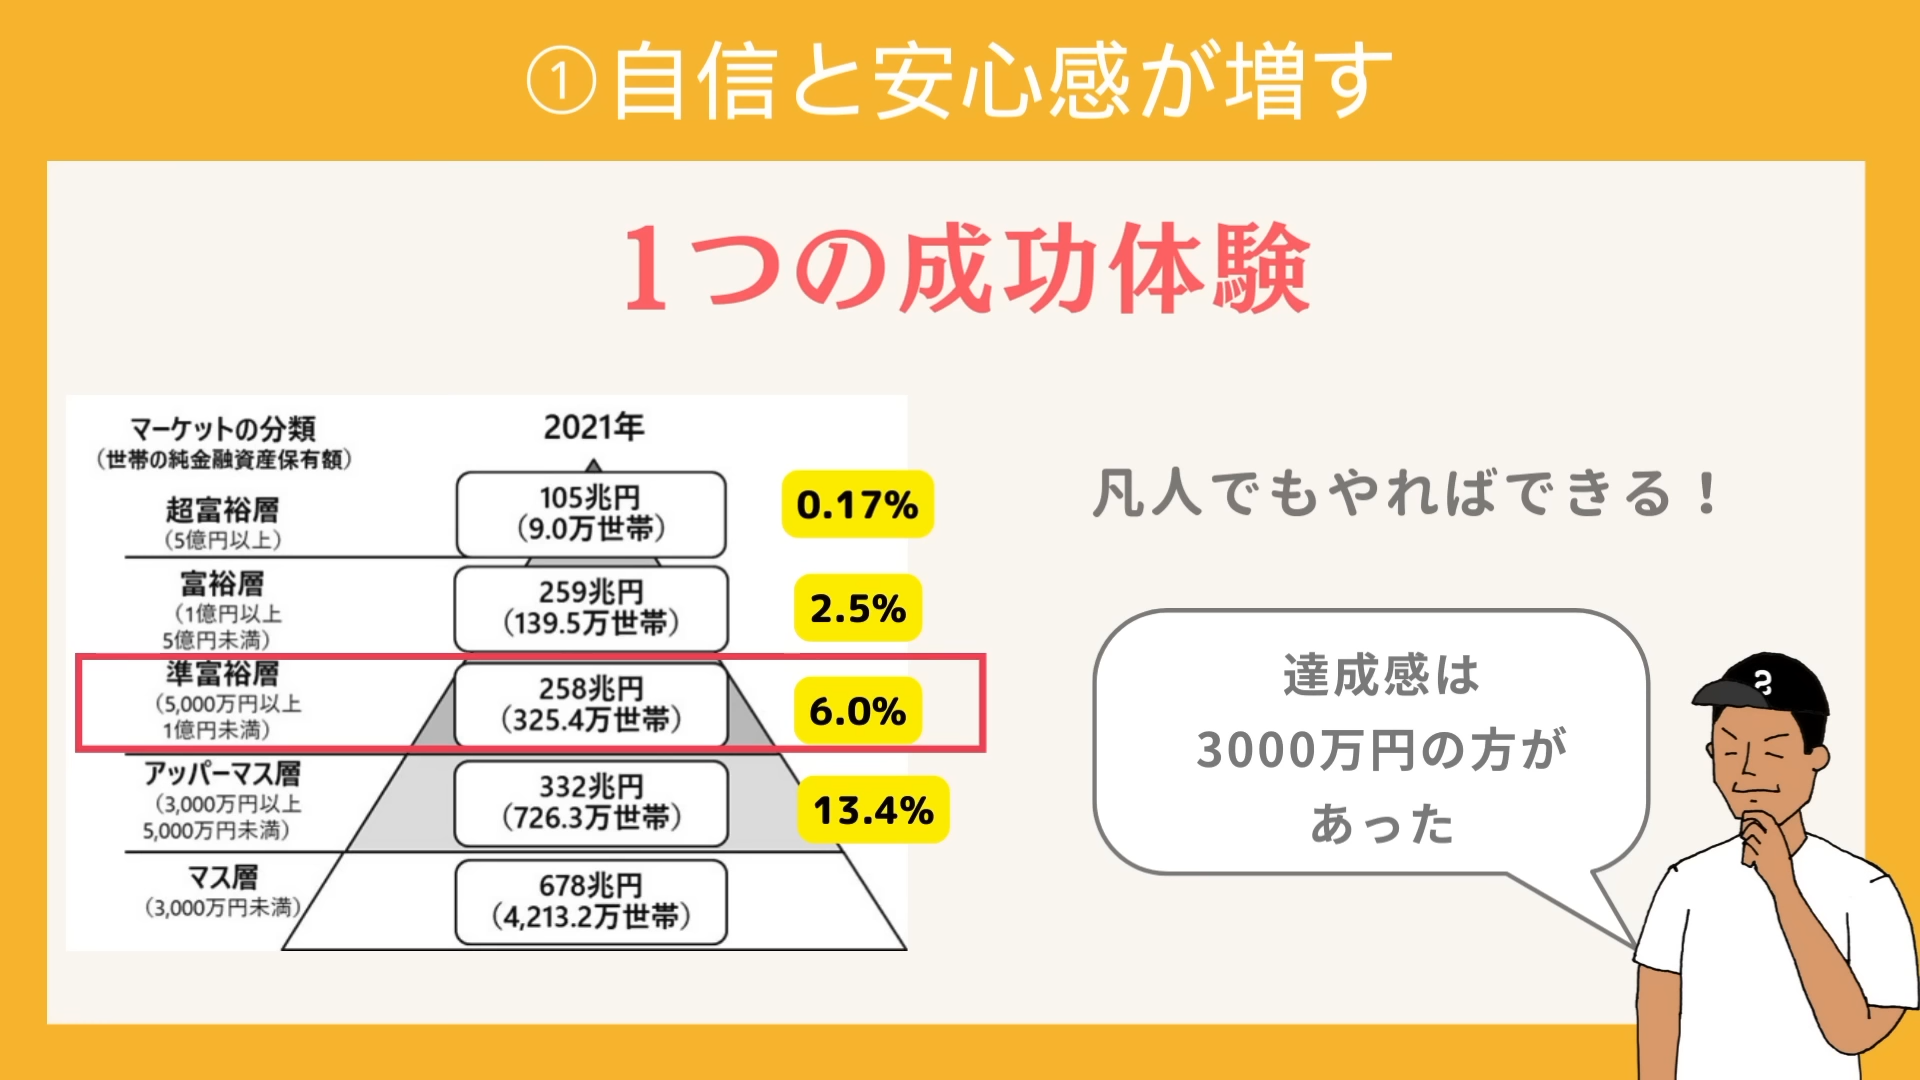 ①自信と安心感が増す
1つの成功体験
マーケットの分類
（世帯の純金融資産保有額）
2021年
超富裕層
（5億円以上）
105兆円
（9.0万世帯）
0.17%
富裕層
（1億円以上
5億円未満）
259兆円
（139.5万世帯）
2.5%
準富裕層
（5,000万円以上
1億円未満）
258兆円
（325.4万世帯）
6.0%
アッパーマス層
（3,000万円以上
5,000万円未満）
332兆円
（726.3万世帯）
13.4%
マス層
（3,000万円未満）
678兆円
（4,213.2万世帯）
凡人でもやればできる！
達成感は
3000万円の方が
あった